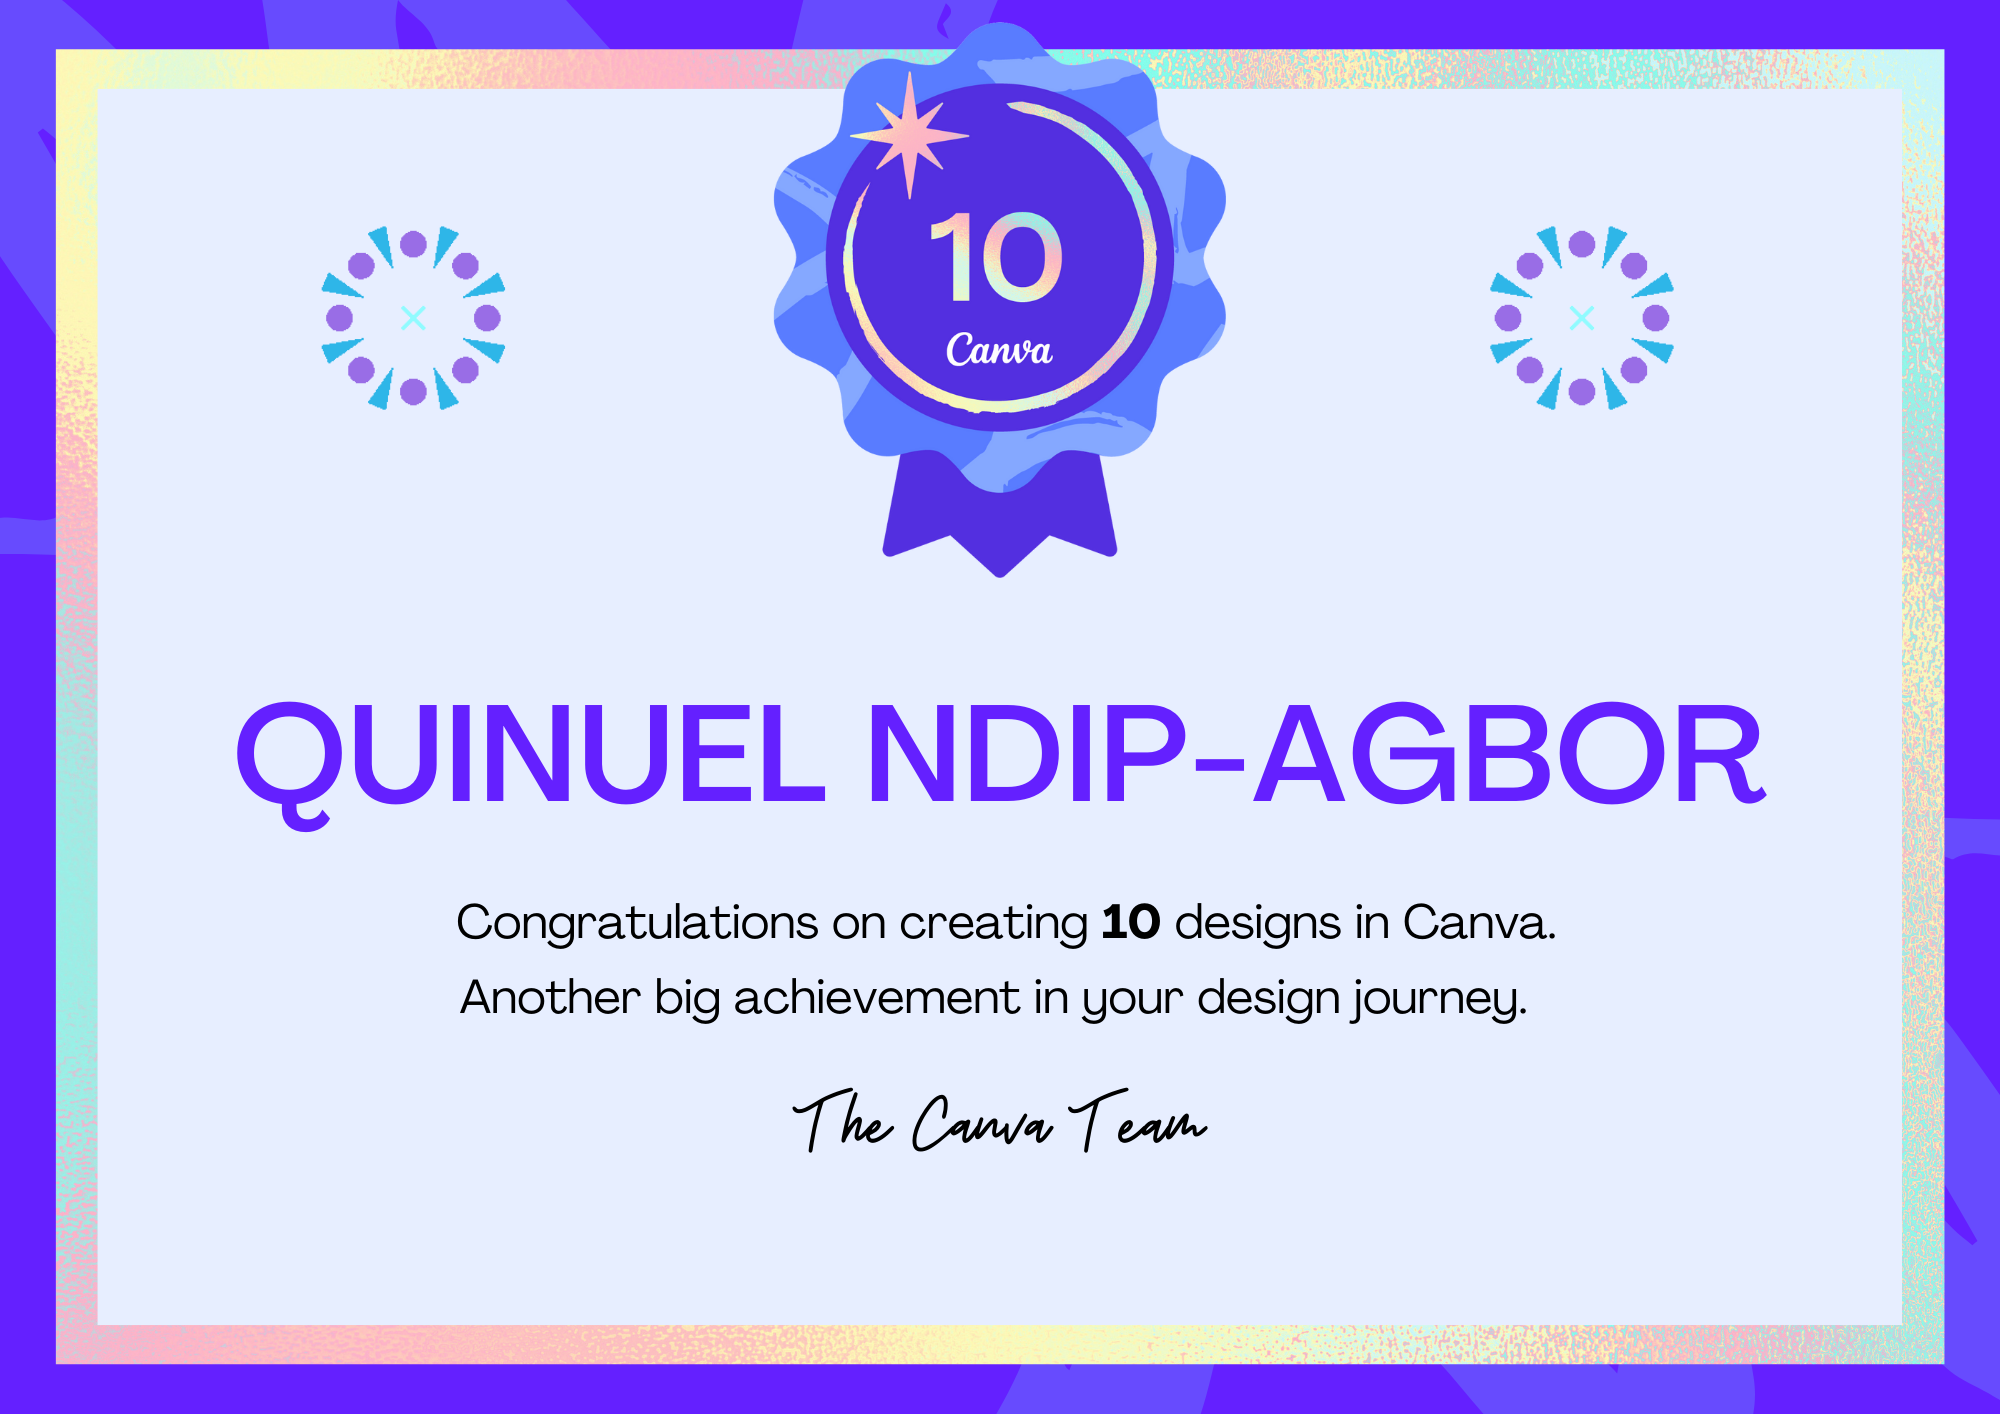 10
Canva
QUINUEL NDIP-AGBOR
Congratulations on creating 10 designs in Canva.
Another big achievement in your design journey.
The Canva Team